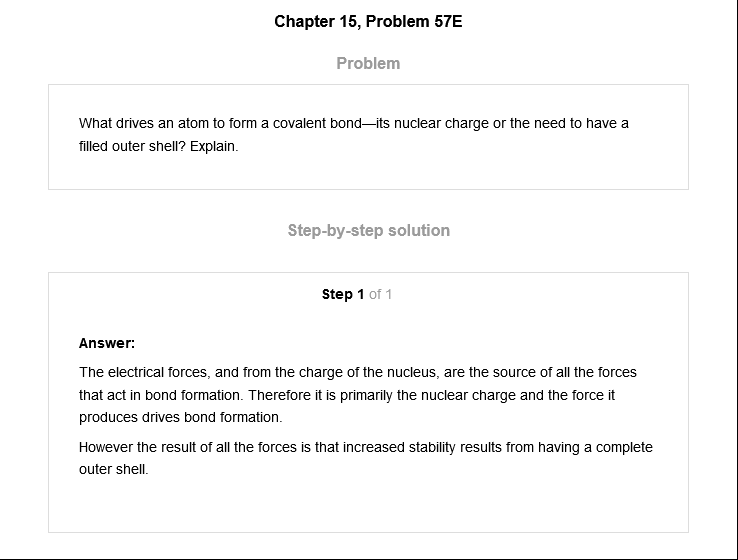 Chapter 15, Problem 57E
Problem
What drives an atom to form a covalent bond—its nuclear charge or the need to have a
filled outer shell? Explain.
Step-by-step solution
Step 1 of 1
Answer:
The electrical forces, and from the charge of the nucleus, are the source of all the forces
that act in bond formation. Therefore it is primarily the nuclear charge and the force it
produces drives bond formation.
However the result of all the forces is that increased stability results from having a complete
outer shell.